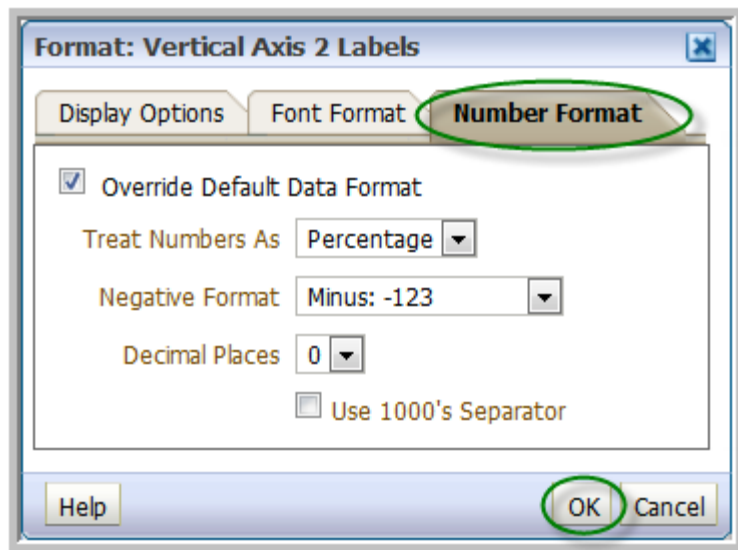 Format: Vertical Axis 2 Labels
Display Options Font Format Number Format
Override Default Data Format
Treat Numbers As Percentage
Negative Format Minus: -123
Decimal Places 0
Use 1000's Separator
Help OK Cancel